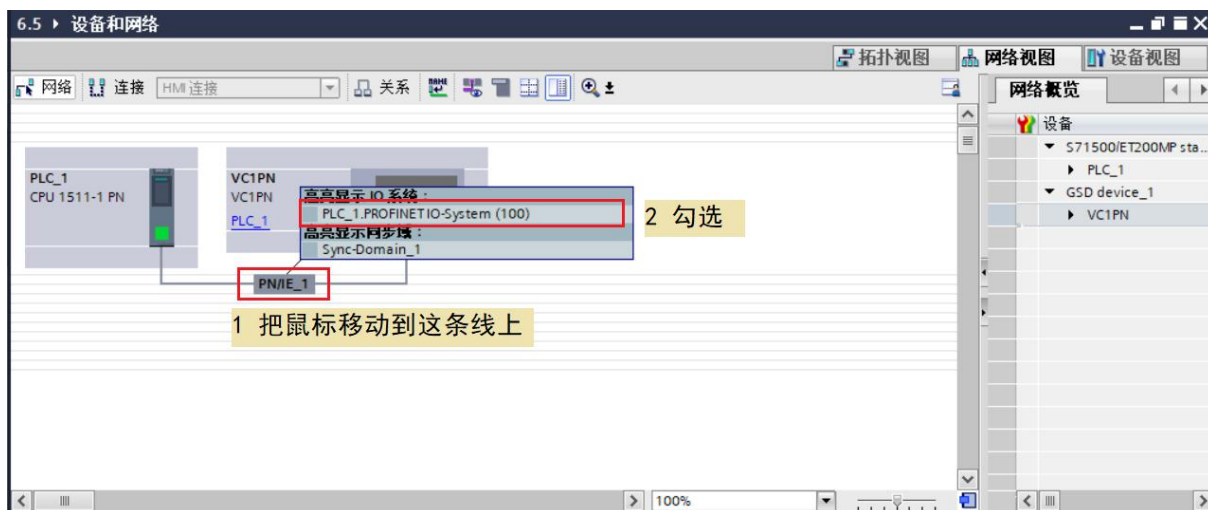 6.5 ▸ 设备和网络
拓扑视图 网络视图 设备视图
网络 连接 HMI 连接 关系
网络概览
设备
S71500/ET200MP sta...
PLC_1
GSD device_1
VC1PN
PLC_1
CPU 1511-1 PN
VC1PN
VC1PN
PLC_1
高亮显示 IO 系统：
PLC_1.PROFINET IO-System (100)
高亮显示同步域：
Sync-Domain_1
2 勾选
PN/IE_1
1 把鼠标移动到这条线上
100%